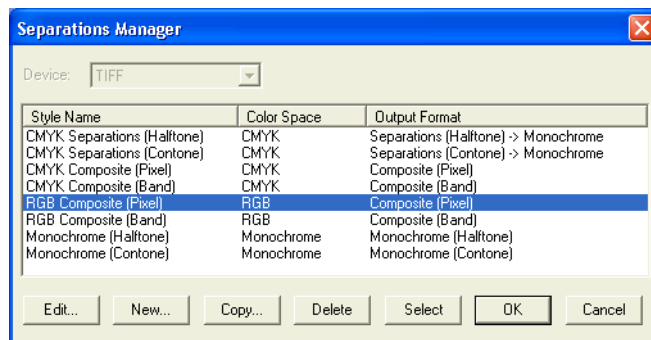 Separations Manager
Device: TIFF
Style Name Color Space Output Format
CMYK Separations (Halftone) CMYK Separations (Halftone) -> Monochrome
CMYK Separations (Contone) CMYK Separations (Contone) -> Monochrome
CMYK Composite (Pixel) CMYK Composite (Pixel)
CMYK Composite (Band) CMYK Composite (Band)
RGB Composite (Pixel) RGB Composite (Pixel)
RGB Composite (Band) RGB Composite (Band)
Monochrome (Halftone) Monochrome Monochrome (Halftone)
Monochrome (Contone) Monochrome Monochrome (Contone)
Edit... New... Copy... Delete Select OK Cancel